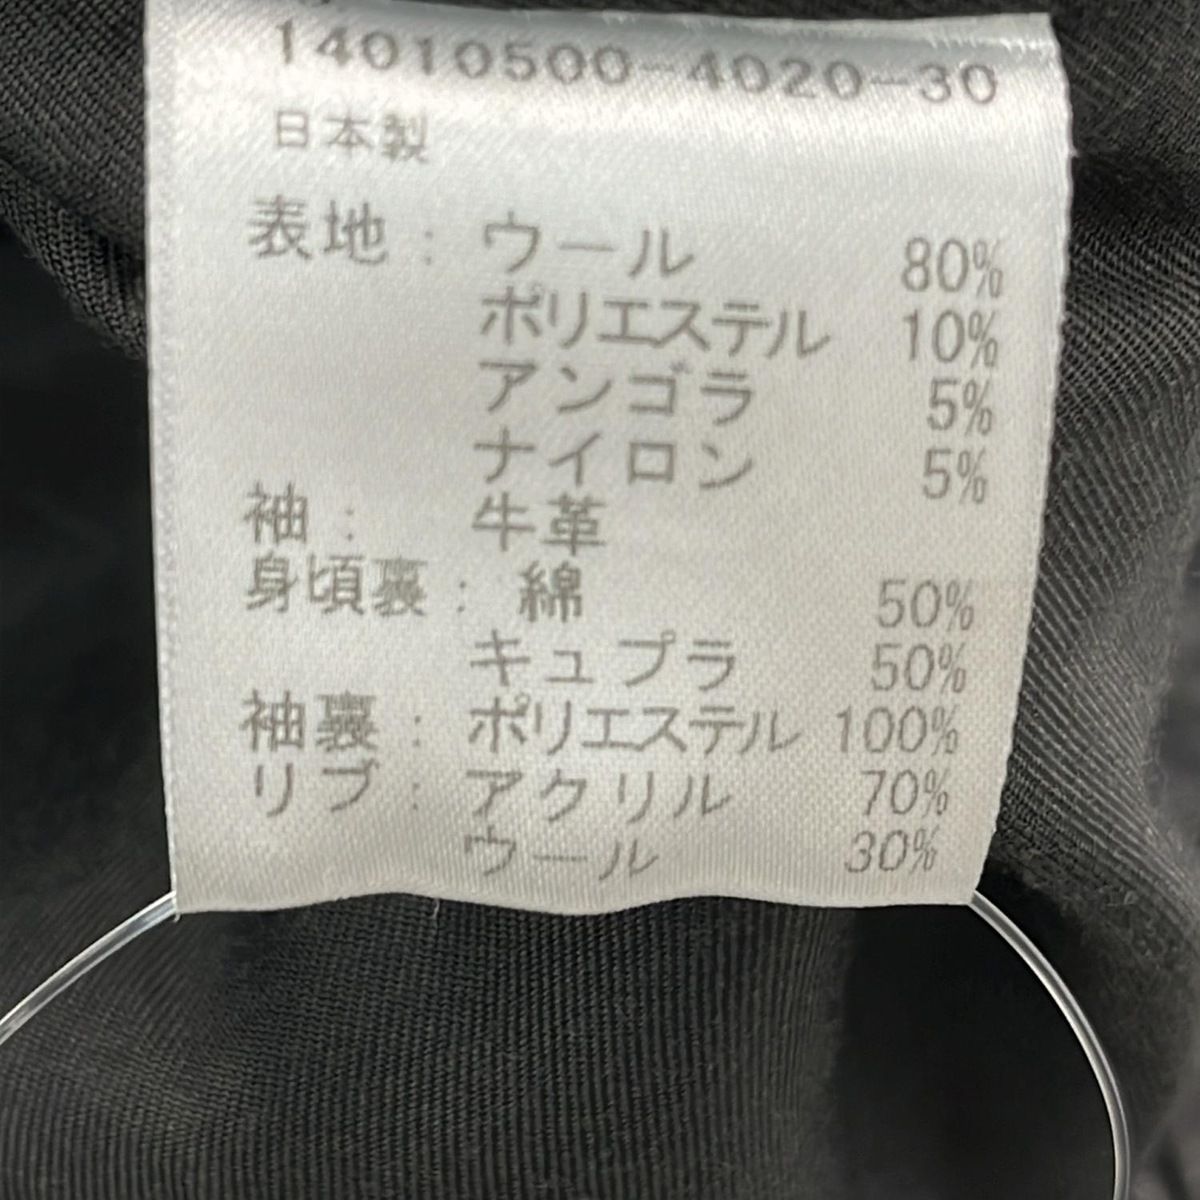 14010500-4020-30
日本製
表地: ウール 80%
ポリエステル 10%
アンゴラ 5%
ナイロン 5%
袖: 牛革
身頃裏: 綿 50%
キュプラ 50%
袖裏: ポリエステル 100%
リブ: アクリル 70%
ウール 30%